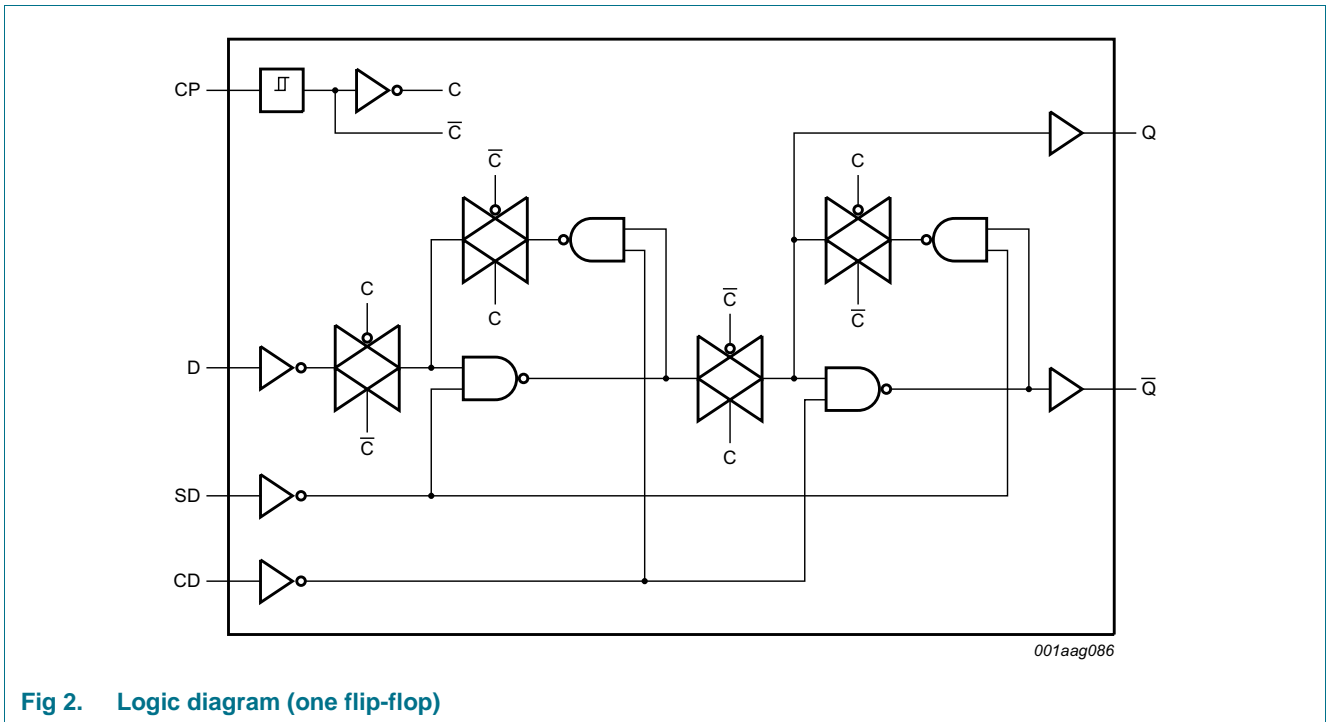 CP
C
C̅
C̅
C
Q
C
C
C̅
C̅
D
Q̅
C̅
C
SD
CD
001aag086
Fig 2. Logic diagram (one flip-flop)